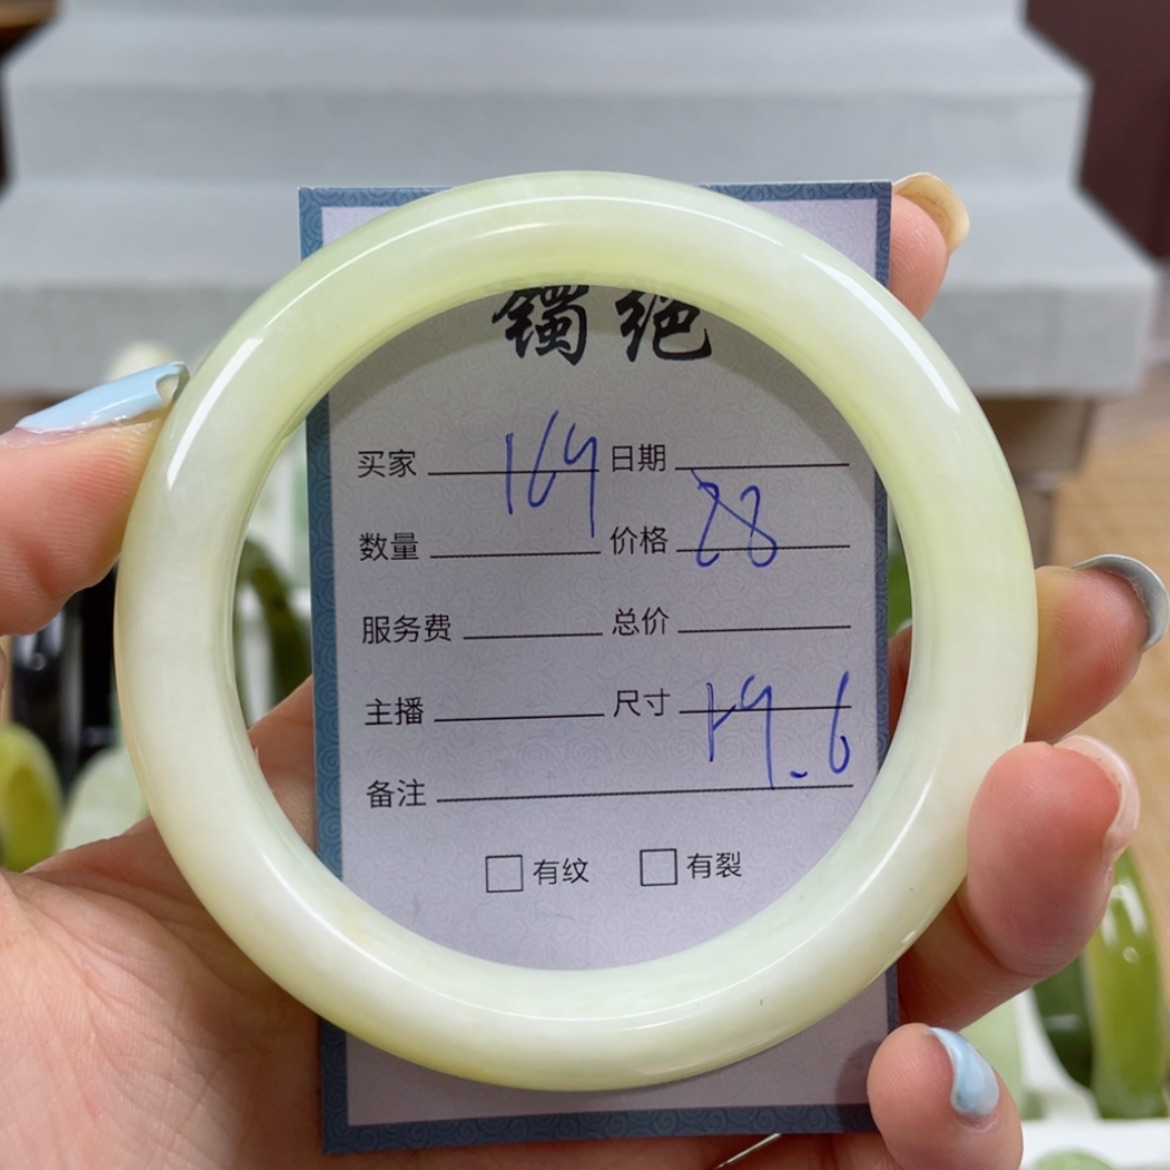 镯绝
买家 164 日期
数量 价格 28
服务费 总价
主播 尺寸 59.6
备注
有纹 有裂